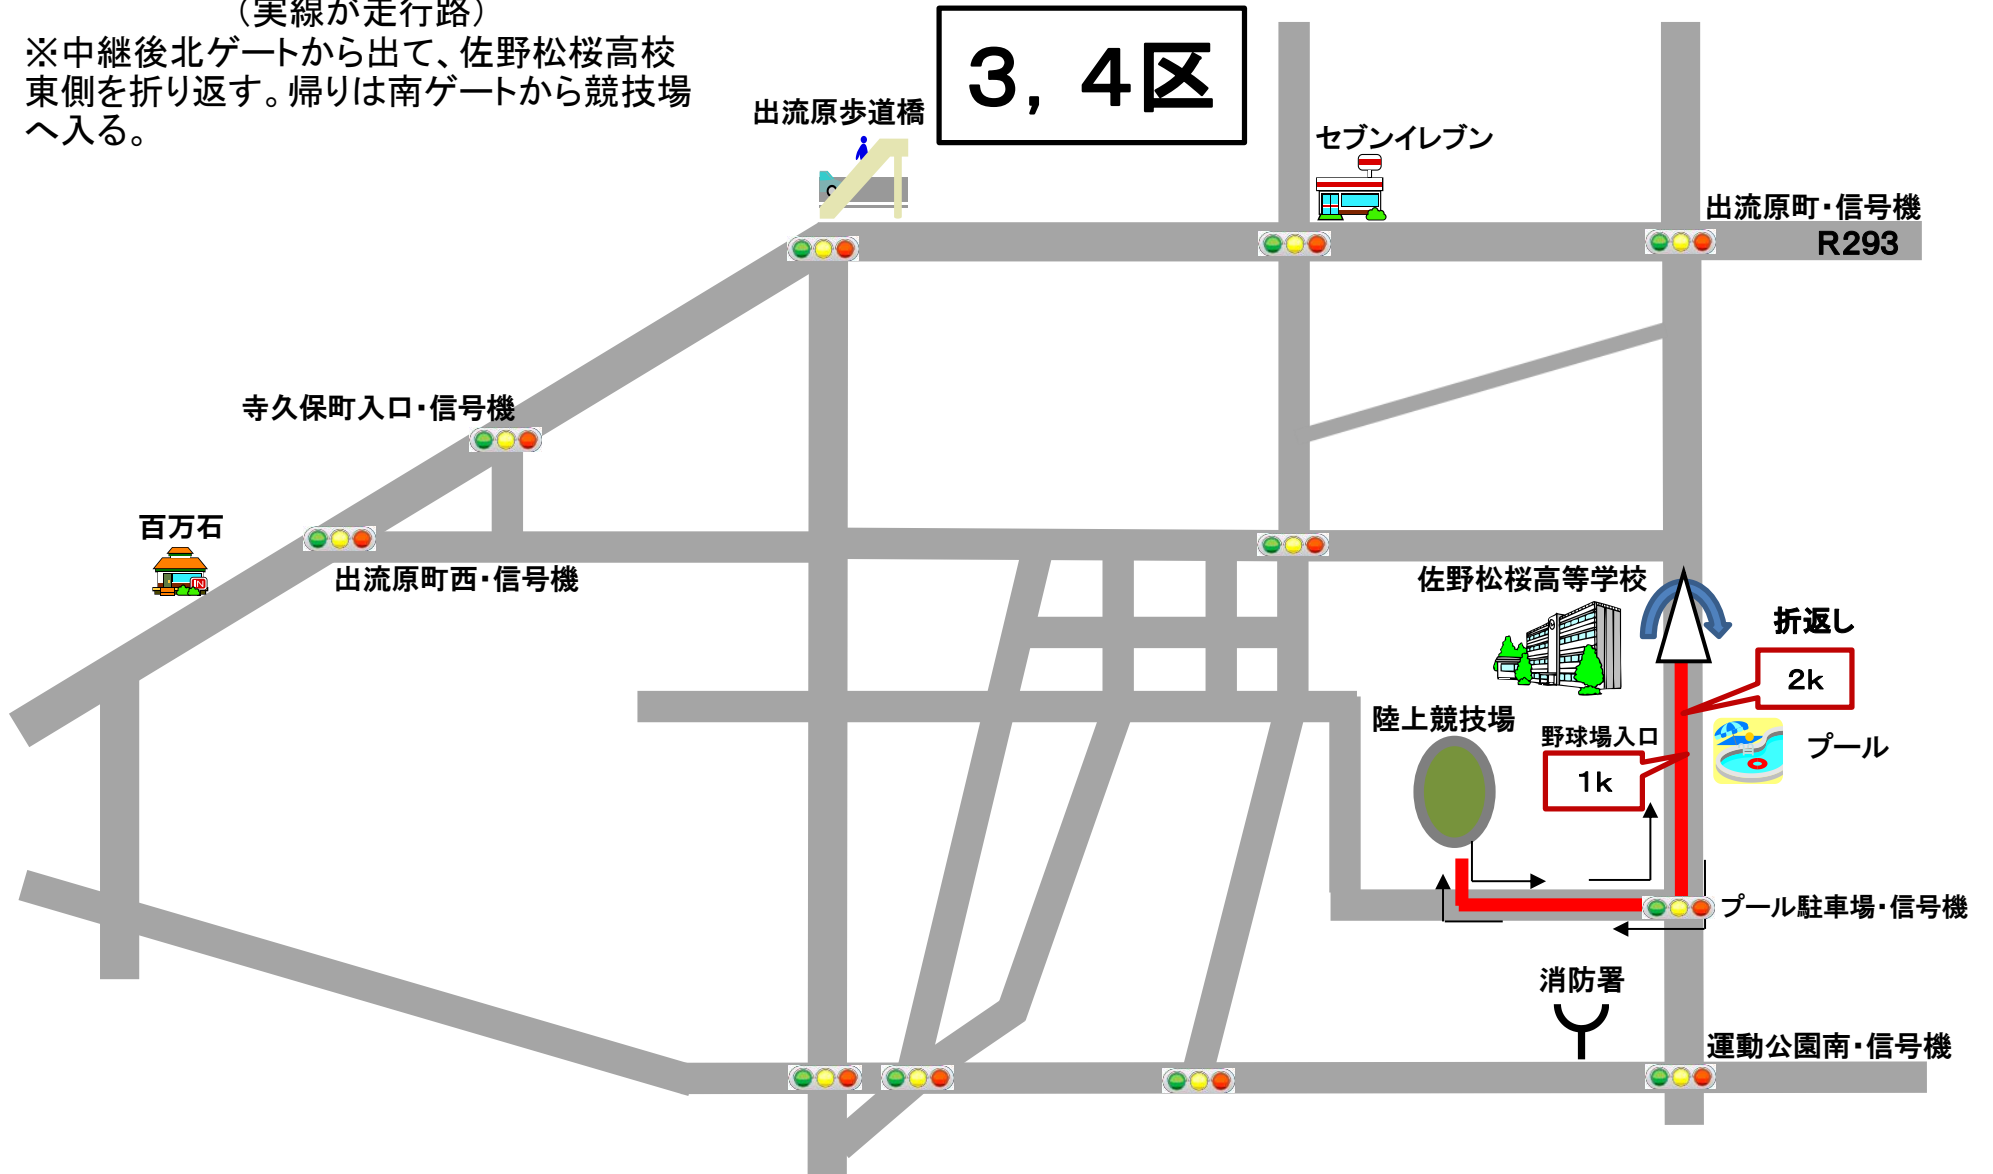 （実線が走行路）
※中継後北ゲートから出て、佐野松桜高校
東側を折り返す。帰りは南ゲートから競技場
へ入る。
3，4区
出流原歩道橋
セブンイレブン
出流原町・信号機
R293
寺久保町入口・信号機
百万石
出流原町西・信号機
佐野松桜高等学校
折返し
2k
陸上競技場
野球場入口
1k
プール
プール駐車場・信号機
消防署
運動公園南・信号機